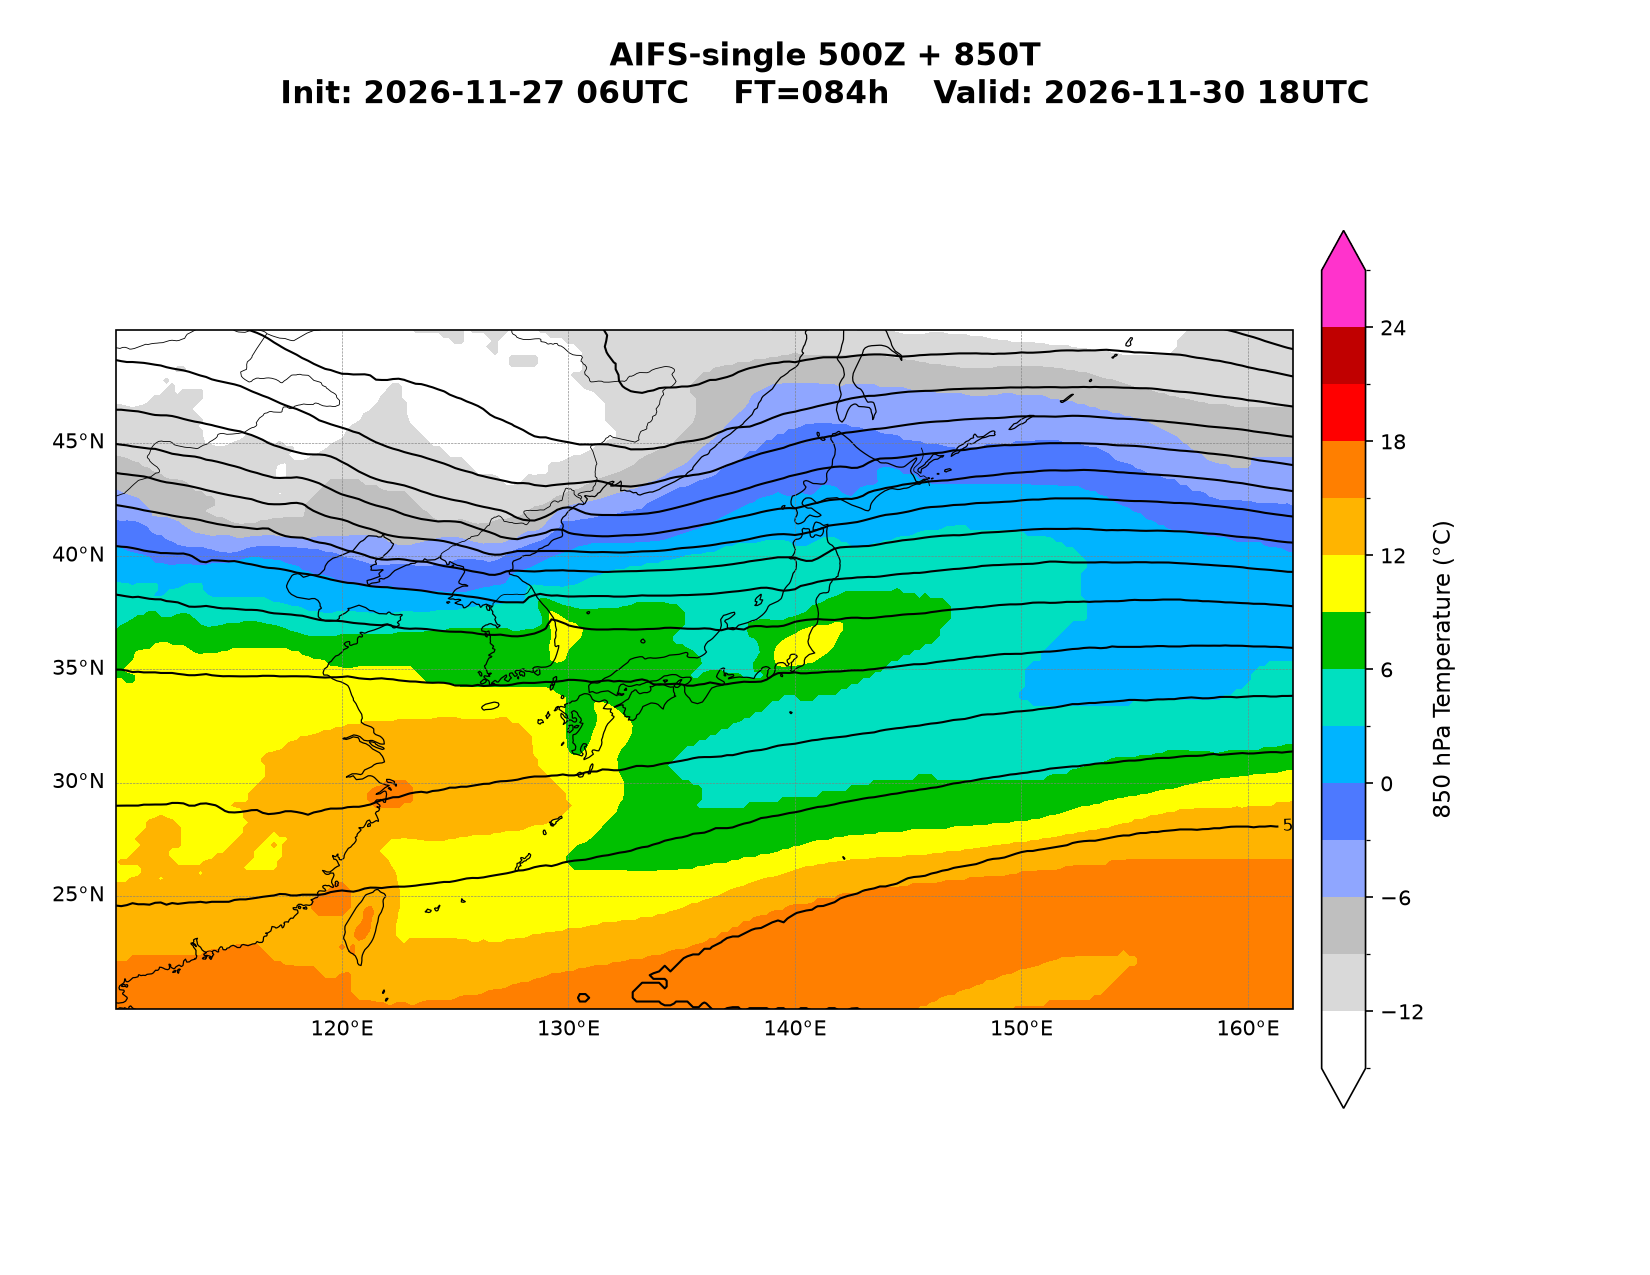 AIFS-single 500Z + 850T
Init: 2026-11-27 06UTC    FT=084h    Valid: 2026-11-30 18UTC
45°N
40°N
35°N
30°N
25°N
120°E
130°E
140°E
150°E
160°E
5
24
18
12
6
0
−6
−12
850 hPa Temperature (°C)